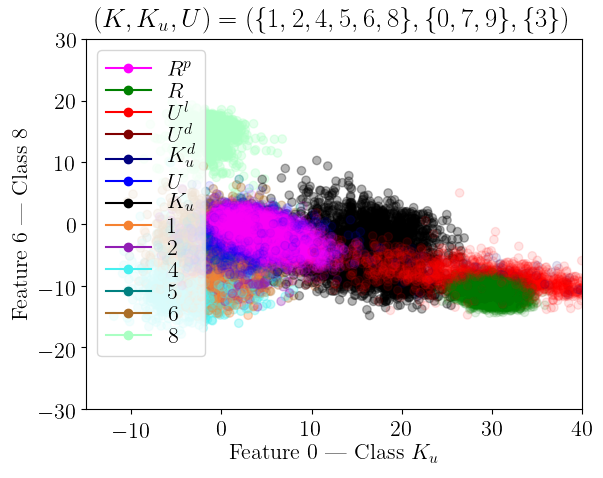 (K, K_u, U) = ({1, 2, 4, 5, 6, 8}, {0, 7, 9}, {3})
30
20
10
0
−10
−20
−30
Feature 6 — Class 8
R^p
R
U^l
U^d
K_u^d
U
K_u
1
2
4
5
6
8
−10
0
10
20
30
40
Feature 0 — Class K_u